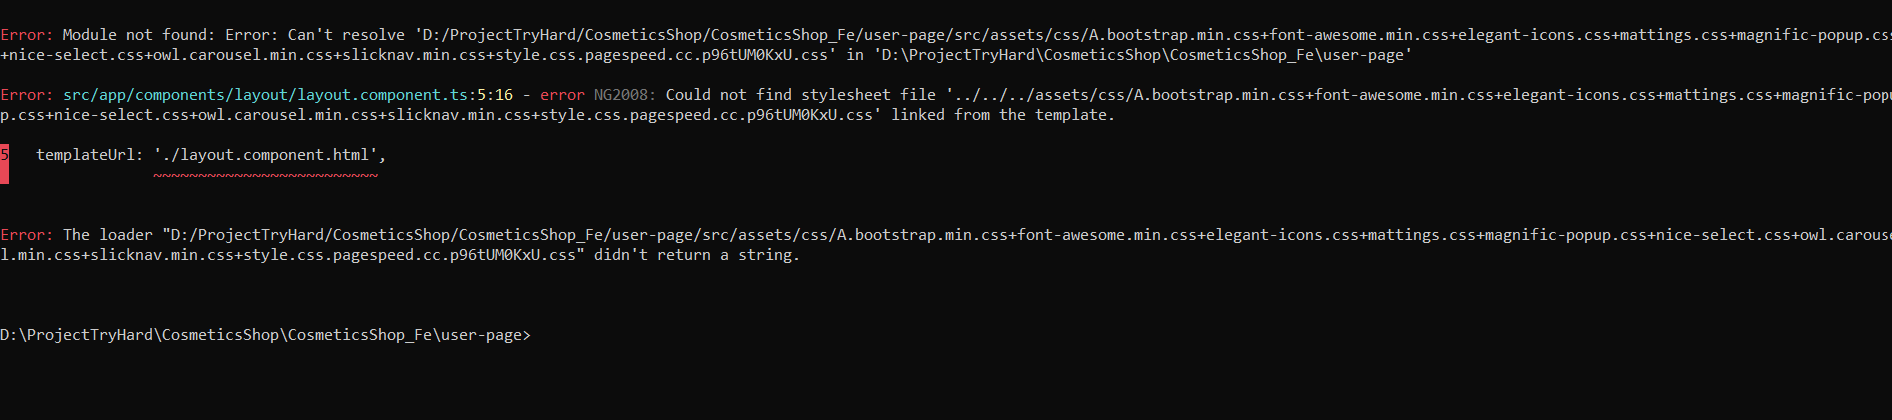 Error: Module not found: Error: Can't resolve 'D:/ProjectTryHard/CosmeticsShop/CosmeticsShop_Fe/user-page/src/assets/css/A.bootstrap.min.css+font-awesome.min.css+elegant-icons.css+mattings.css+magnific-popup.css
+nice-select.css+owl.carousel.min.css+slicknav.min.css+style.css.pagespeed.cc.p96tUM0KxU.css' in 'D:\ProjectTryHard\CosmeticsShop\CosmeticsShop_Fe\user-page'
Error: src/app/components/layout/layout.component.ts:5:16 - error NG2008: Could not find stylesheet file '../../../assets/css/A.bootstrap.min.css+font-awesome.min.css+elegant-icons.css+mattings.css+magnific-popu
p.css+nice-select.css+owl.carousel.min.css+slicknav.min.css+style.css.pagespeed.cc.p96tUM0KxU.css' linked from the template.
5   templateUrl: './layout.component.html',
~~~~~~~~~~~~~~~~~~~~~~~~~
Error: The loader "D:/ProjectTryHard/CosmeticsShop/CosmeticsShop_Fe/user-page/src/assets/css/A.bootstrap.min.css+font-awesome.min.css+elegant-icons.css+mattings.css+magnific-popup.css+nice-select.css+owl.carouse
l.min.css+slicknav.min.css+style.css.pagespeed.cc.p96tUM0KxU.css" didn't return a string.
D:\ProjectTryHard\CosmeticsShop\CosmeticsShop_Fe\user-page>